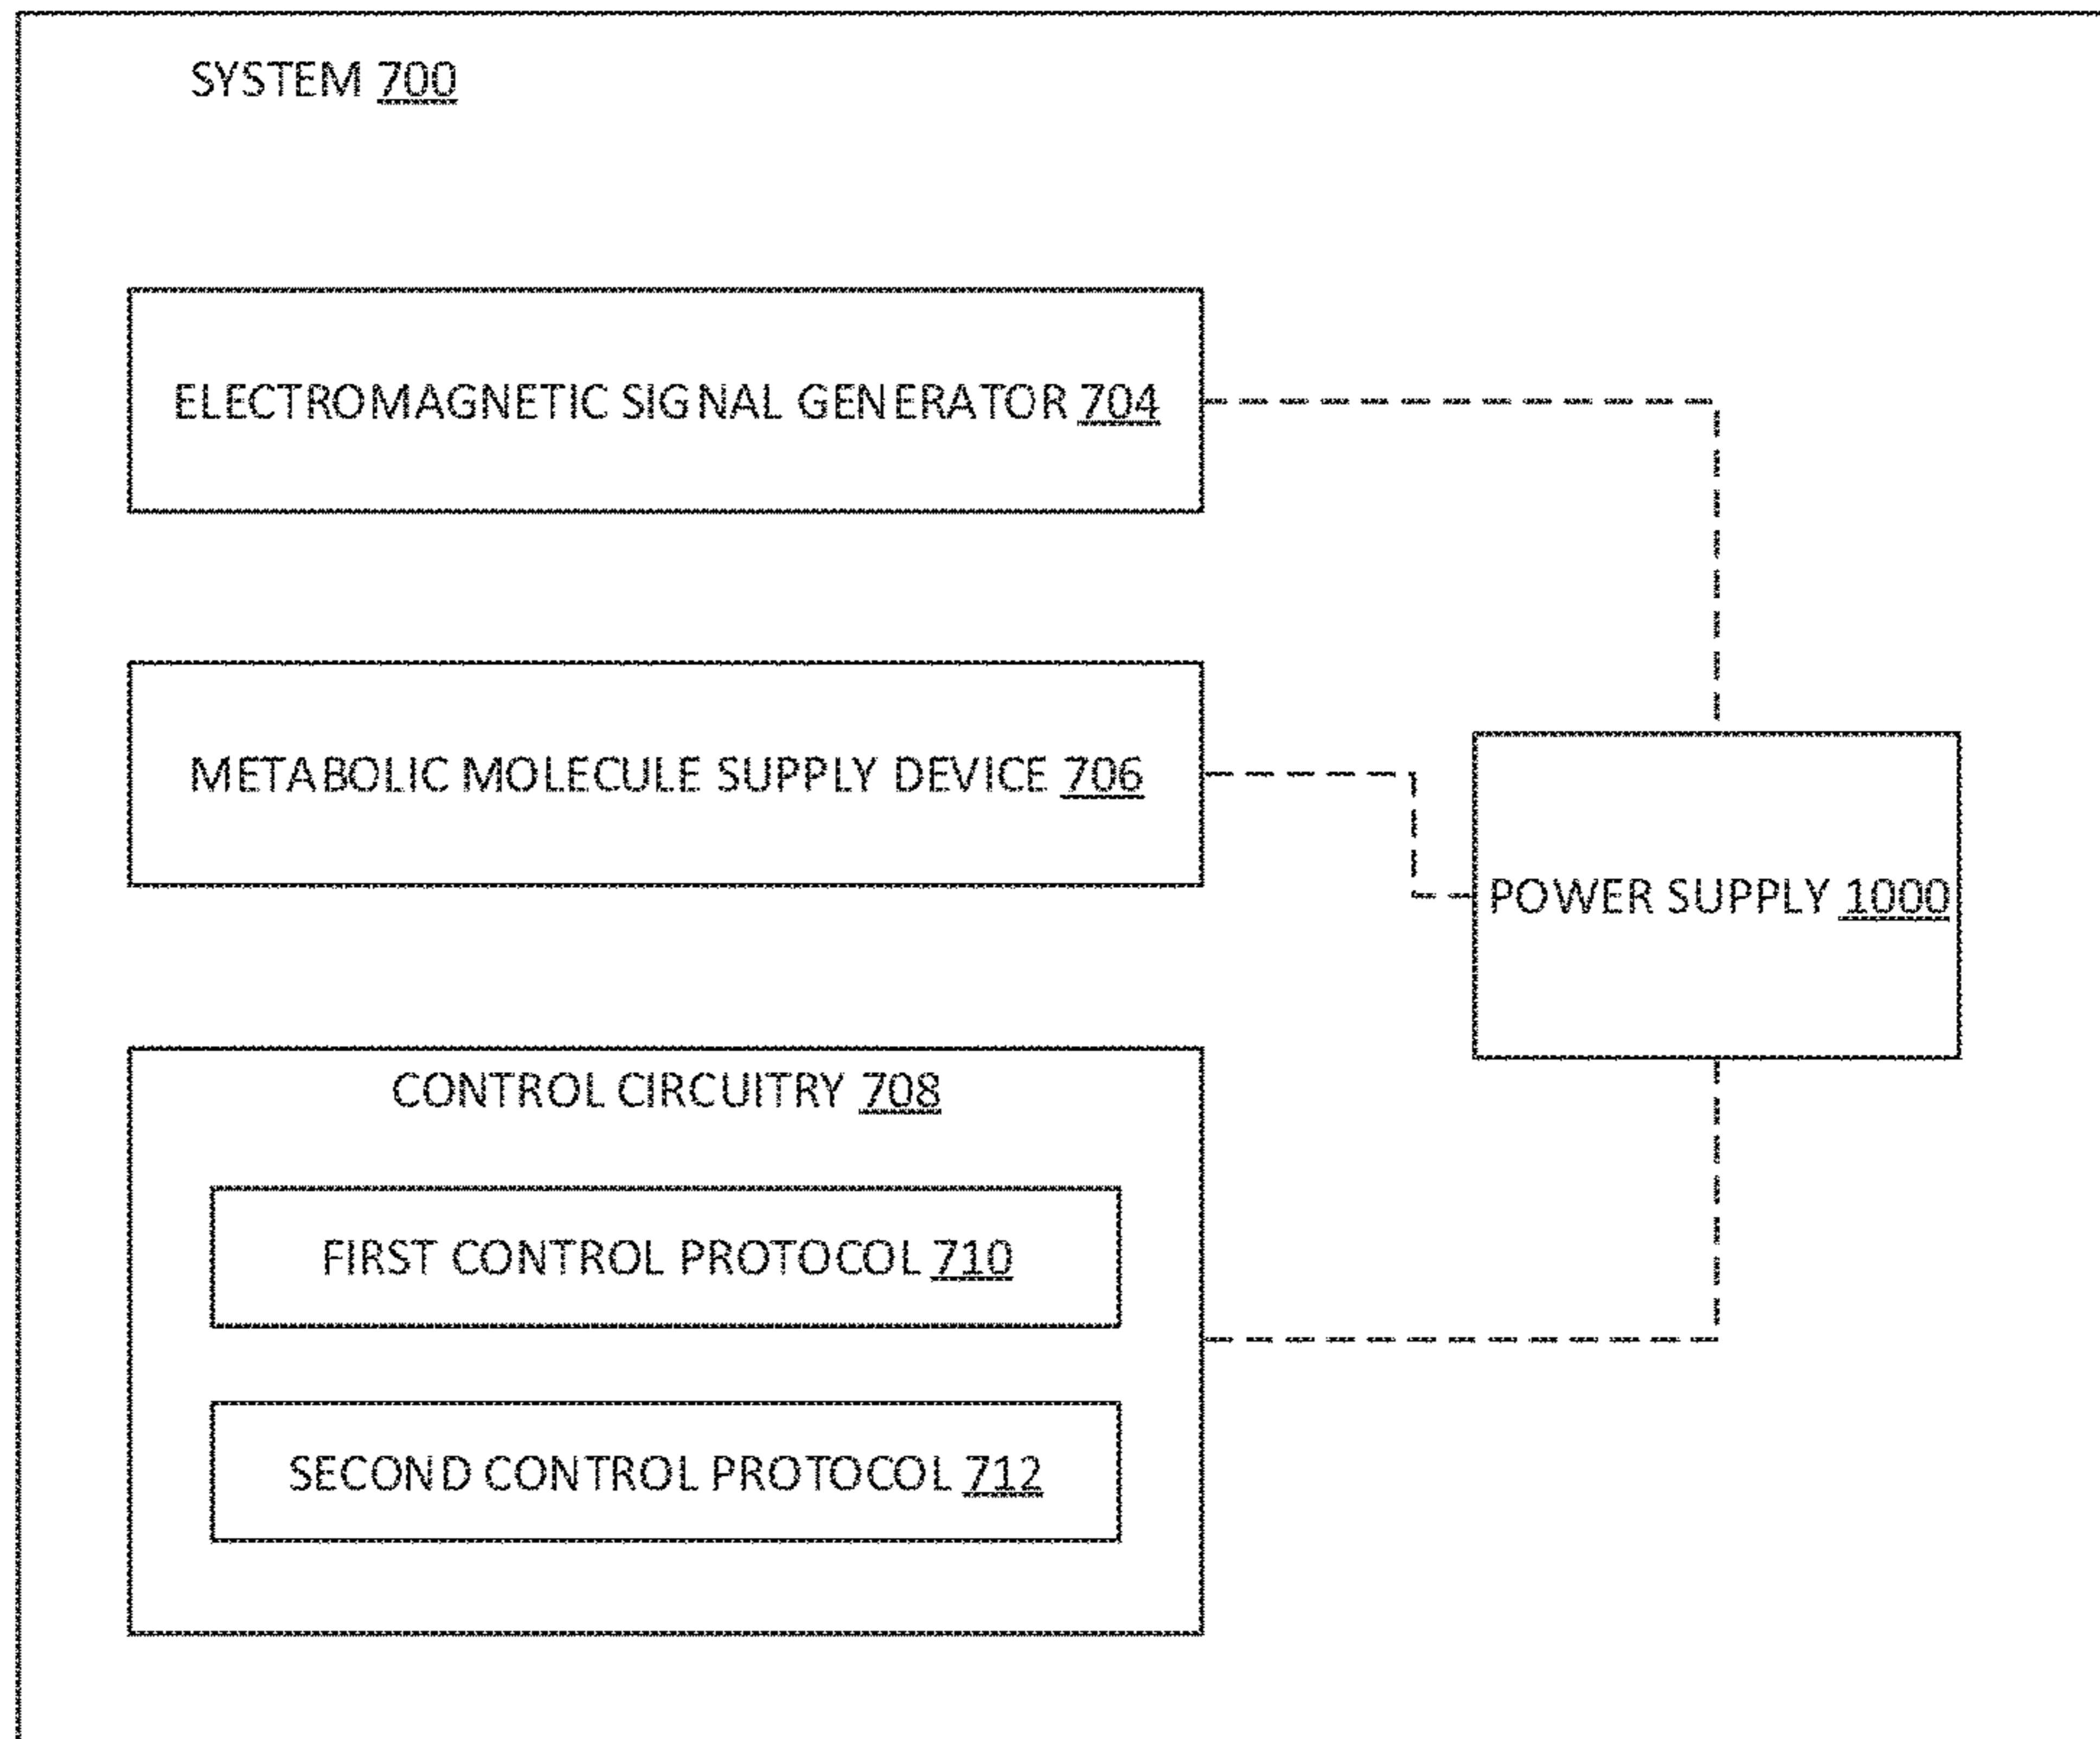 SYSTEM 700
ELECTROMAGNETIC SIGNAL GENERATOR 704
METABOLIC MOLECULE SUPPLY DEVICE 706
POWER SUPPLY 1000
CONTROL CIRCUITRY 708
FIRST CONTROL PROTOCOL 710
SECOND CONTROL PROTOCOL 712